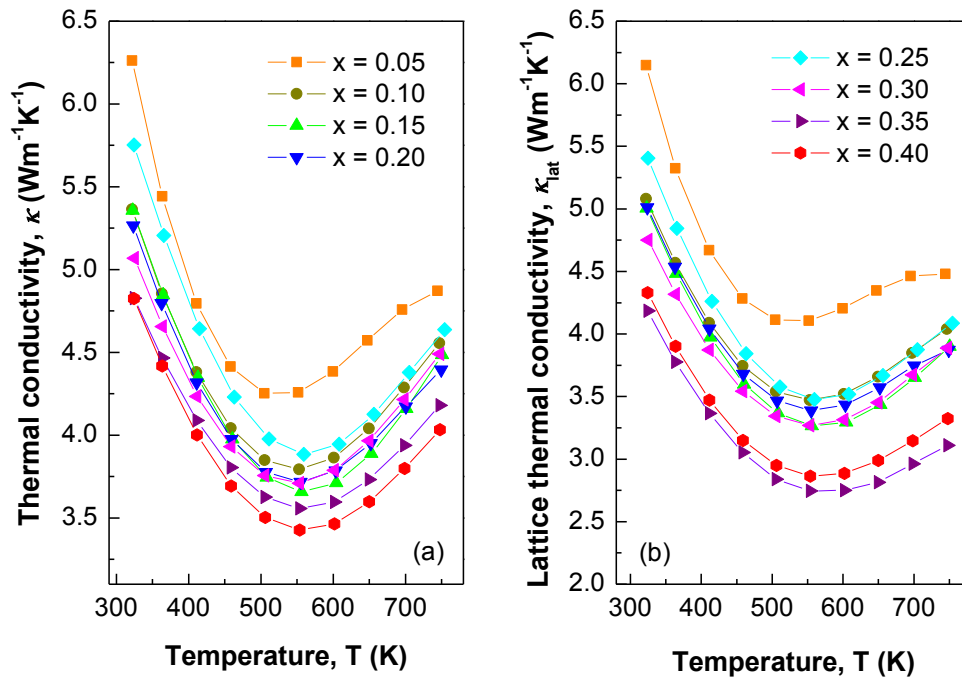 Thermal conductivity, κ (Wm⁻¹K⁻¹)
6.5
6.0
5.5
5.0
4.5
4.0
3.5
x = 0.05
x = 0.10
x = 0.15
x = 0.20
(a)
300 400 500 600 700
Temperature, T (K)
Lattice thermal conductivity, κlat (Wm⁻¹K⁻¹)
6.5
6.0
5.5
5.0
4.5
4.0
3.5
3.0
2.5
2.0
x = 0.25
x = 0.30
x = 0.35
x = 0.40
(b)
300 400 500 600 700
Temperature, T (K)